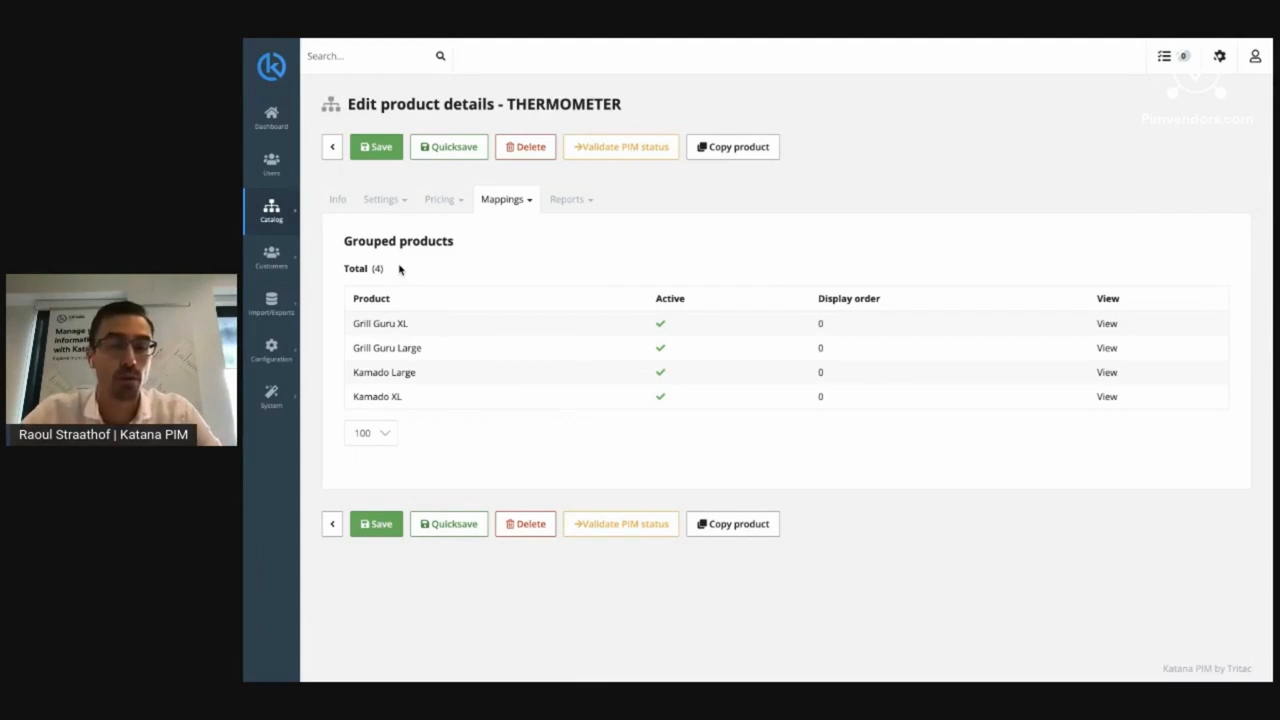 Search...
0
Pimvendors.com
Dashboard
Users
Catalog
Customers
Import/Exports
Configuration
System
Edit product details - THERMOMETER
Save
Quicksave
Delete
Validate PIM status
Copy product
Info
Settings
Pricing
Mappings
Reports
Grouped products
Total (4)
Product Active Display order View
Grill Guru XL 0 View
Grill Guru Large 0 View
Kamado Large 0 View
Kamado XL 0 View
100
Save
Quicksave
Delete
Validate PIM status
Copy product
Katana PIM by Tritac
Manage
Raoul Straathof | Katana PIM